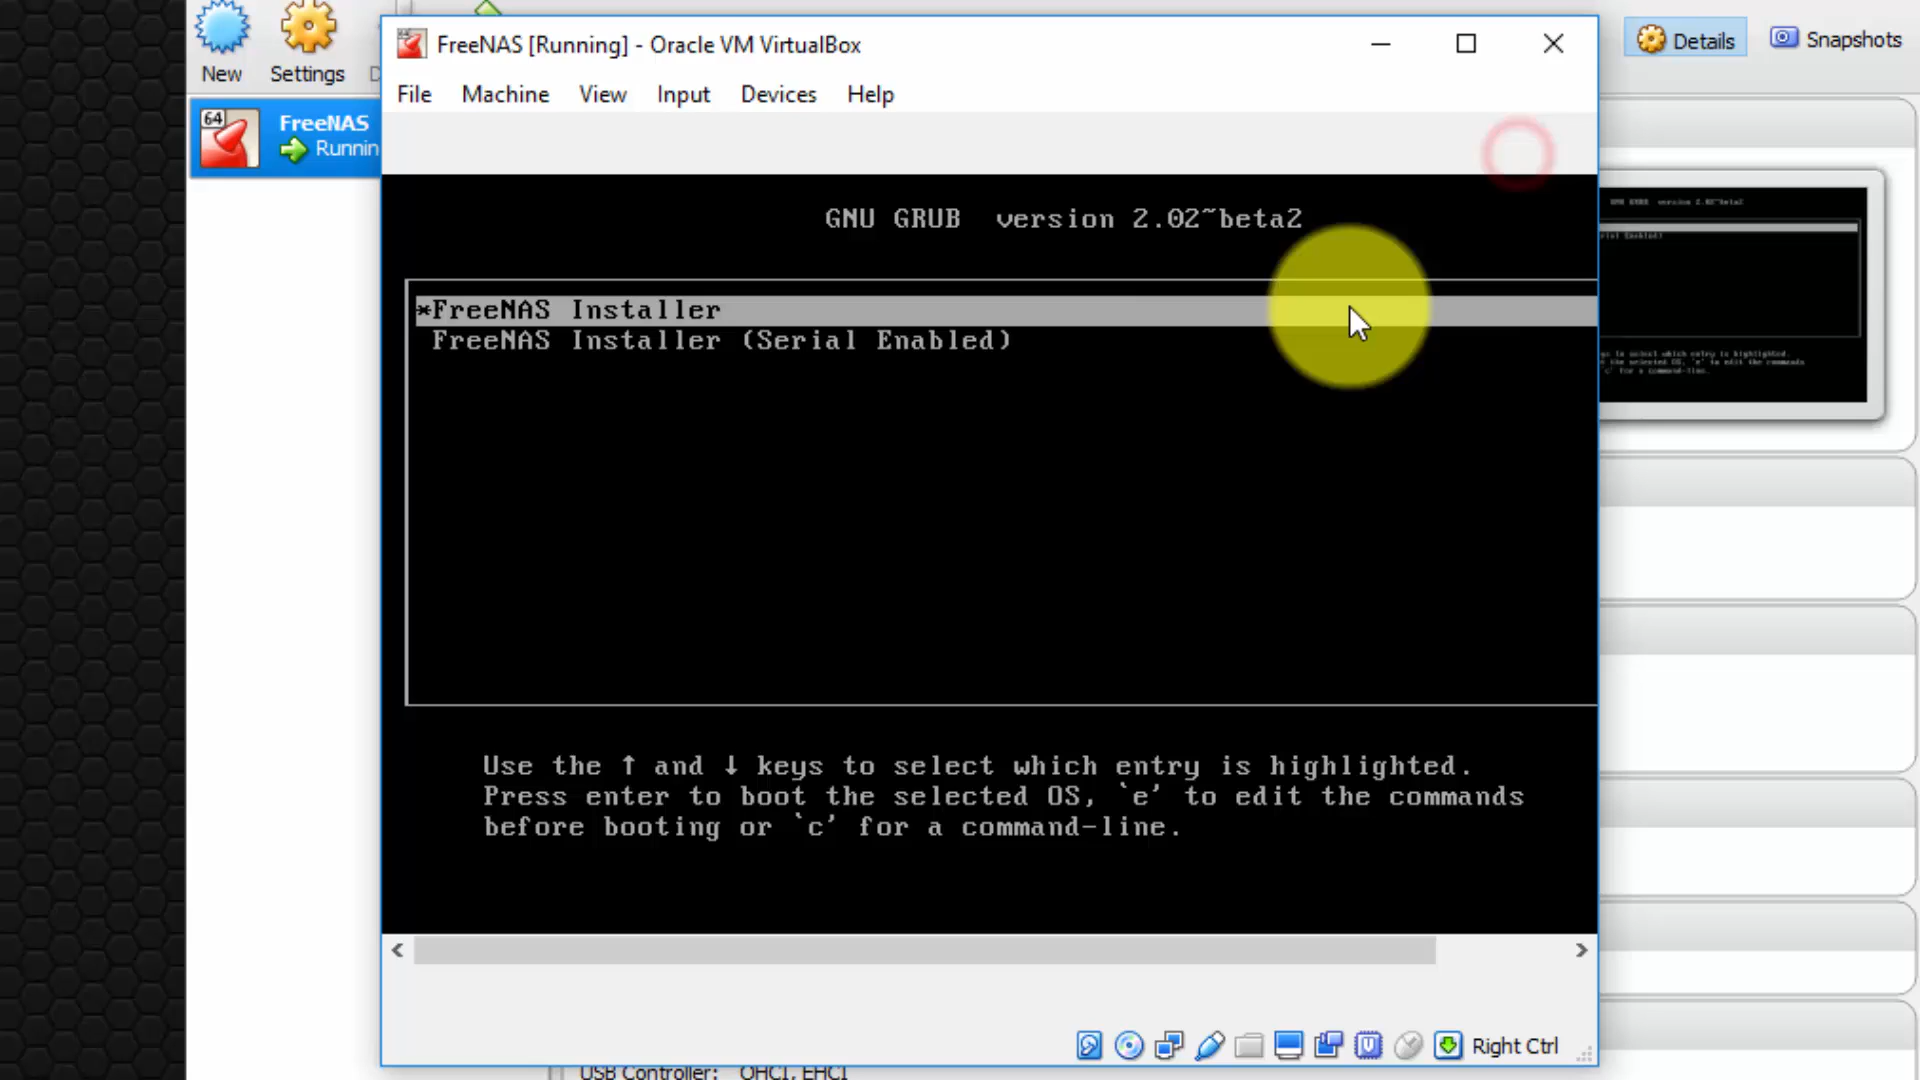 New
Settings
FreeNAS [Running] - Oracle VM VirtualBox
Details
Snapshots
File
Machine
View
Input
Devices
Help
64
FreeNAS
Runnin
GNU GRUB  version 2.02~beta2
*FreeNAS Installer
FreeNAS Installer (Serial Enabled)
Use the ↑ and ↓ keys to select which entry is highlighted.
Press enter to boot the selected OS, `e' to edit the commands
before booting or `c' for a command-line.
Right Ctrl
USB Controller: OHCI, EHCI